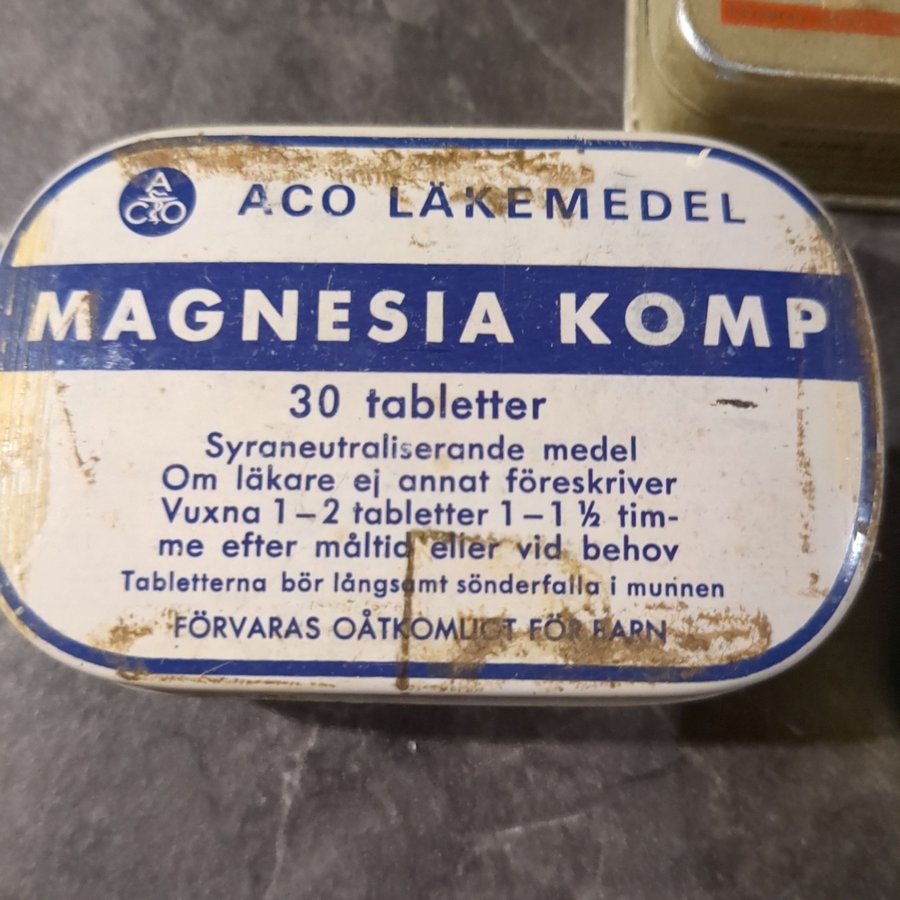 ACO
ACO LÄKEMEDEL
MAGNESIA KOMP
30 tabletter
Syraneutraliserande medel
Om läkare ej annat föreskriver
Vuxna 1–2 tabletter 1–1 ½ tim-
me efter måltid eller vid behov
Tabletterna bör långsamt sönderfalla i munnen
FÖRVARAS OÅTKOMLIGT FÖR BARN